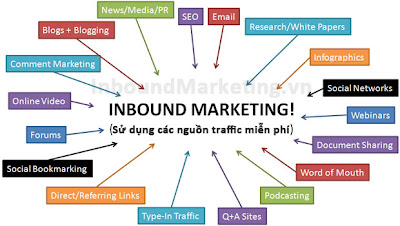 News/Media/PR
SEO
Email
Research/White Papers
Blogs + Blogging
Infographics
Comment Marketing
InboundMarketing.vn
Social Networks
Online Video
INBOUND MARKETING!
Webinars
(Sử dụng các nguồn traffic miễn phí)
Forums
Document Sharing
Social Bookmarking
Word of Mouth
Direct/Referring Links
Podcasting
Type-In Traffic
Q+A Sites